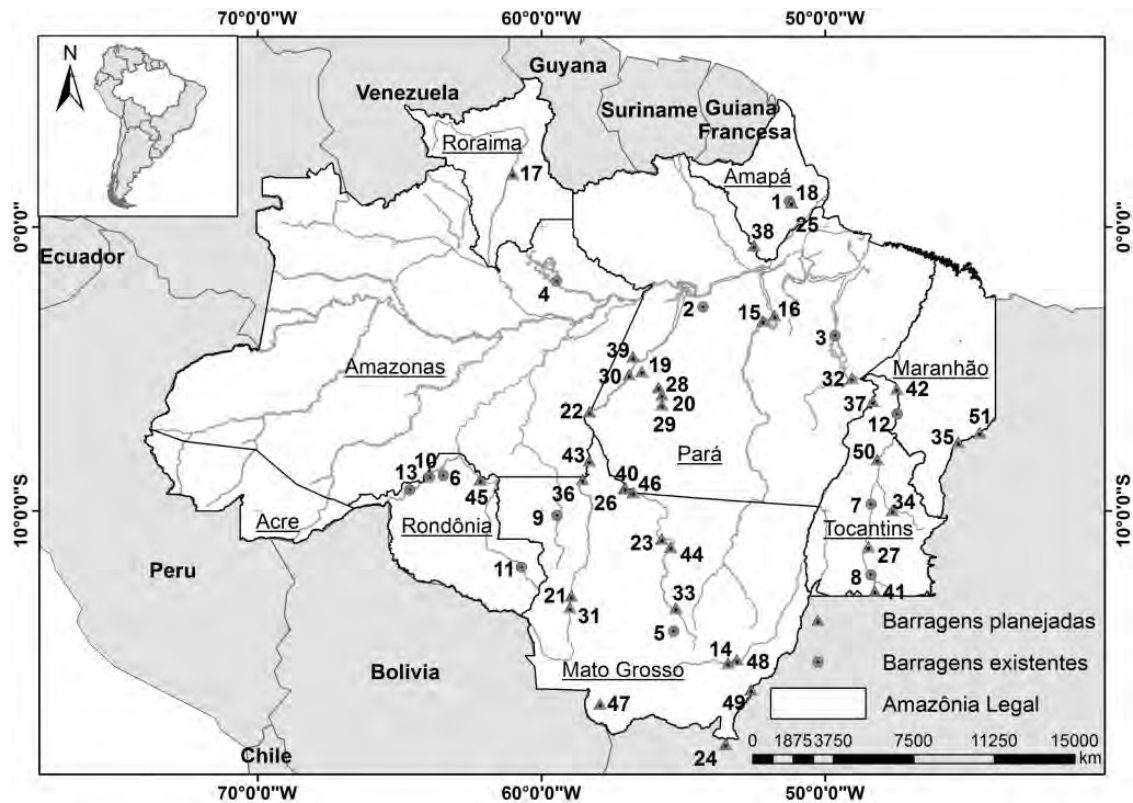 70°0'0"W 60°0'0"W 50°0'0"W
N
Guyana
Venezuela
Suriname
Guiana
Francesa
Roraima
17
Amapá
1 18
25
38
0°0'0"
0°0'0"
Ecuador
4
2
15 16
3
39 19
30 28
20
29
22
Amazonas
Maranhão
32 42
37
12
51
35
Pará
43
50
10
13 6
45
36
40
26 46
34
7
9
10°0'0"S
10°0'0"S
Acre
Rondônia
Tocantins
23
44
27
11
8
41
Peru
21
31
33
5
Barragens planejadas
Bolivia
14 48
Barragens existentes
Mato Grosso
47
49
Amazônia Legal
24
0 1875 3750 7500 11250 15000
km
Chile
70°0'0"W 60°0'0"W 50°0'0"W